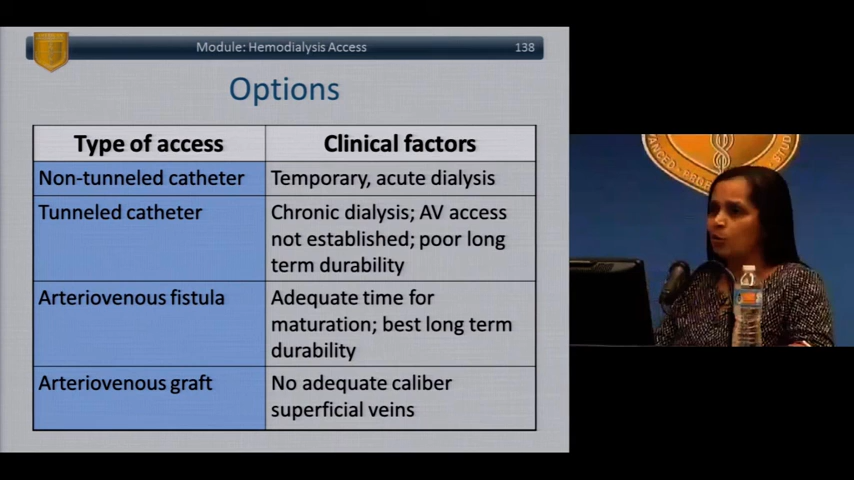 Module: Hemodialysis Access 138
Options
Type of access Clinical factors
Non-tunneled catheter Temporary, acute dialysis
Tunneled catheter Chronic dialysis; AV access
not established; poor long
term durability
Arteriovenous fistula Adequate time for
maturation; best long term
durability
Arteriovenous graft No adequate caliber
superficial veins